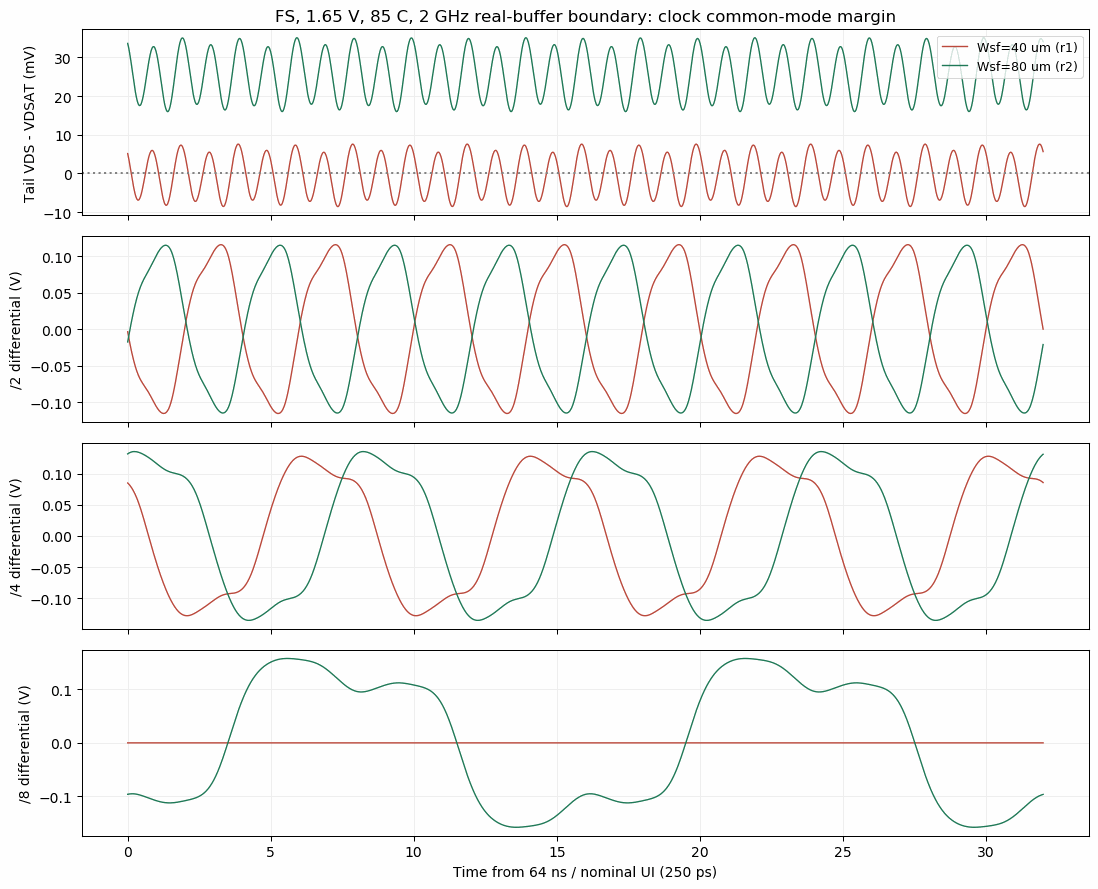 FS, 1.65 V, 85 C, 2 GHz real-buffer boundary: clock common-mode margin
Tail VDS - VDSAT (mV)
30
20
10
0
−10
Wsf=40 um (r1)
Wsf=80 um (r2)
/2 differential (V)
0.10
0.05
0.00
−0.05
−0.10
/4 differential (V)
0.10
0.05
0.00
−0.05
−0.10
/8 differential (V)
0.1
0.0
−0.1
0 5 10 15 20 25 30
Time from 64 ns / nominal UI (250 ps)